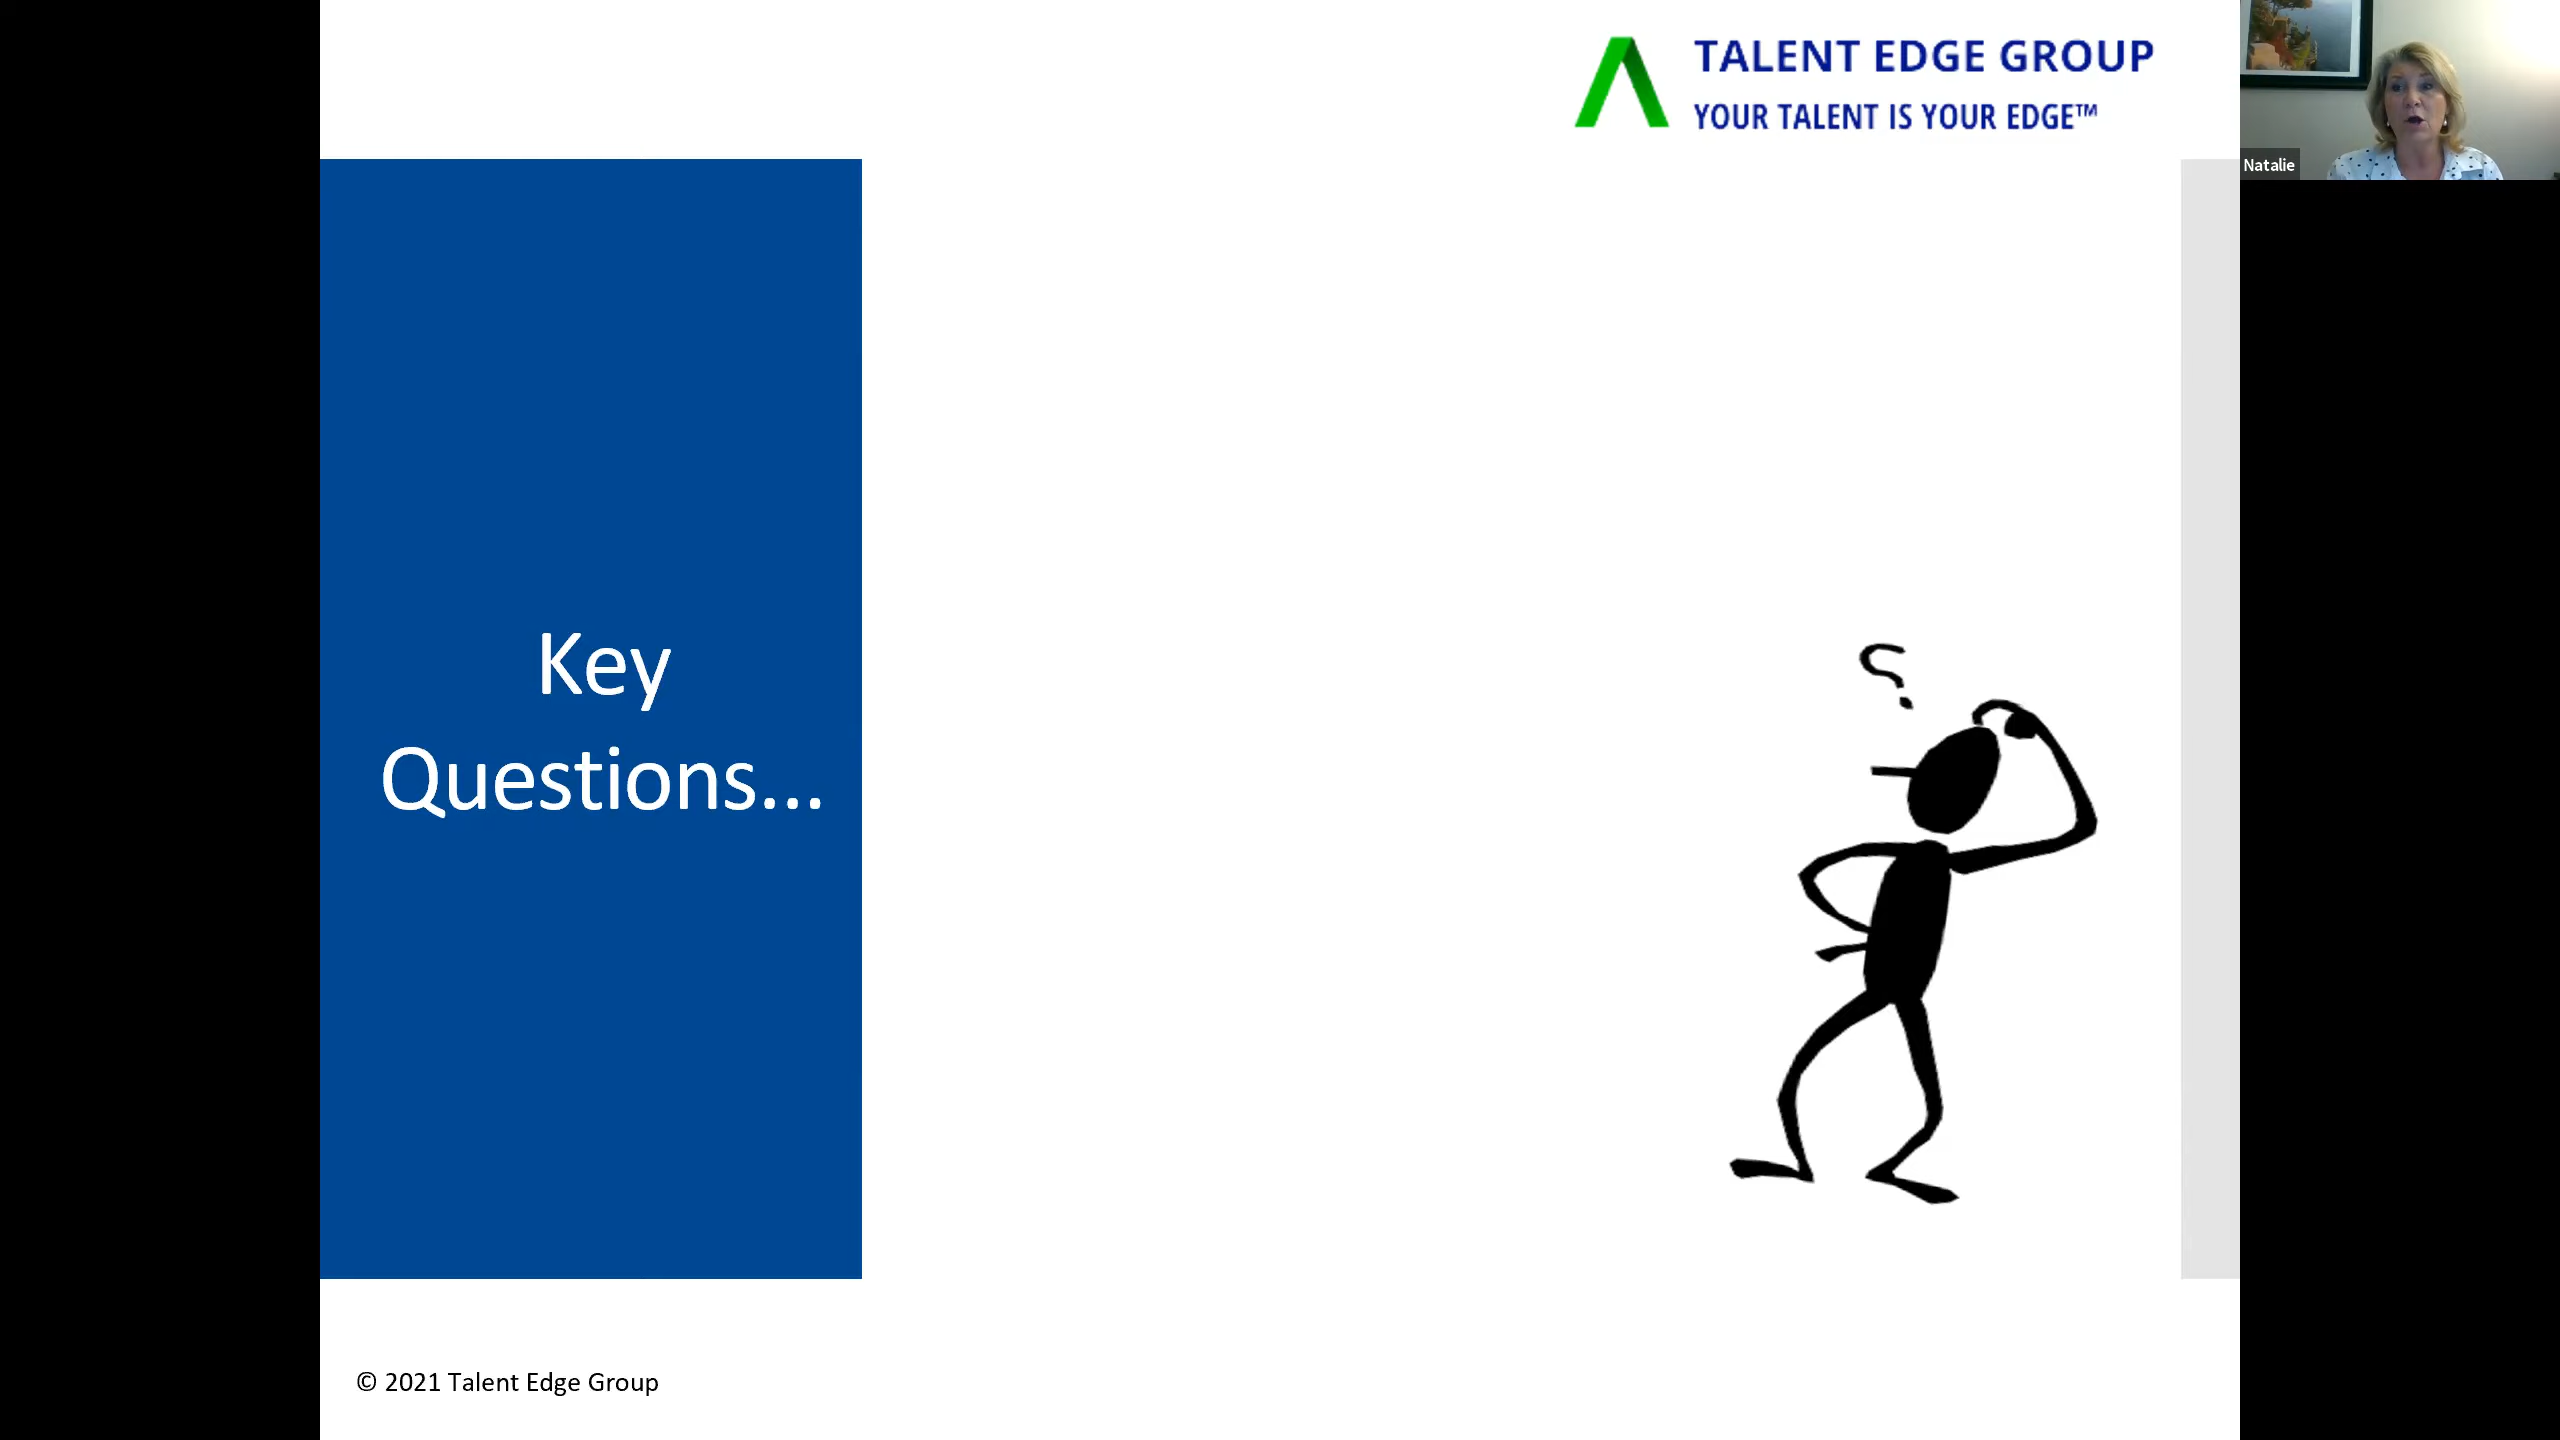 TALENT EDGE GROUP
YOUR TALENT IS YOUR EDGE™
Natalie
Key
Questions...
?
© 2021 Talent Edge Group